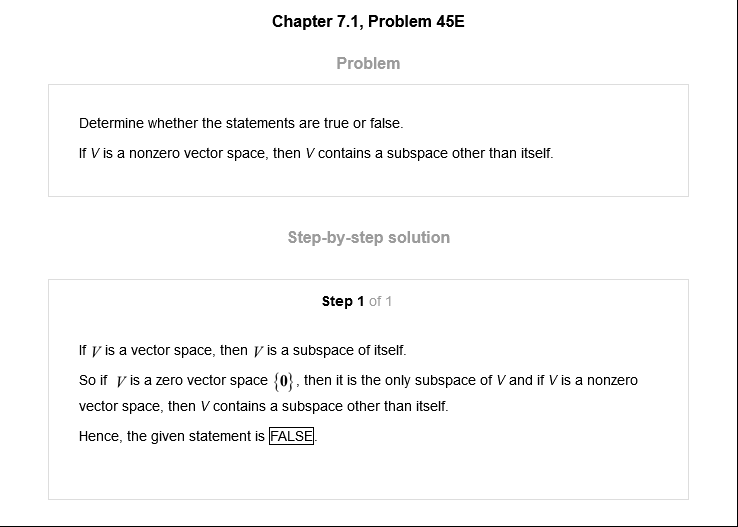 Chapter 7.1, Problem 45E
Problem
Determine whether the statements are true or false.
If V is a nonzero vector space, then V contains a subspace other than itself.
Step-by-step solution
Step 1 of 1
If V is a vector space, then V is a subspace of itself.
So if V is a zero vector space {0}, then it is the only subspace of V and if V is a nonzero
vector space, then V contains a subspace other than itself.
Hence, the given statement is FALSE.